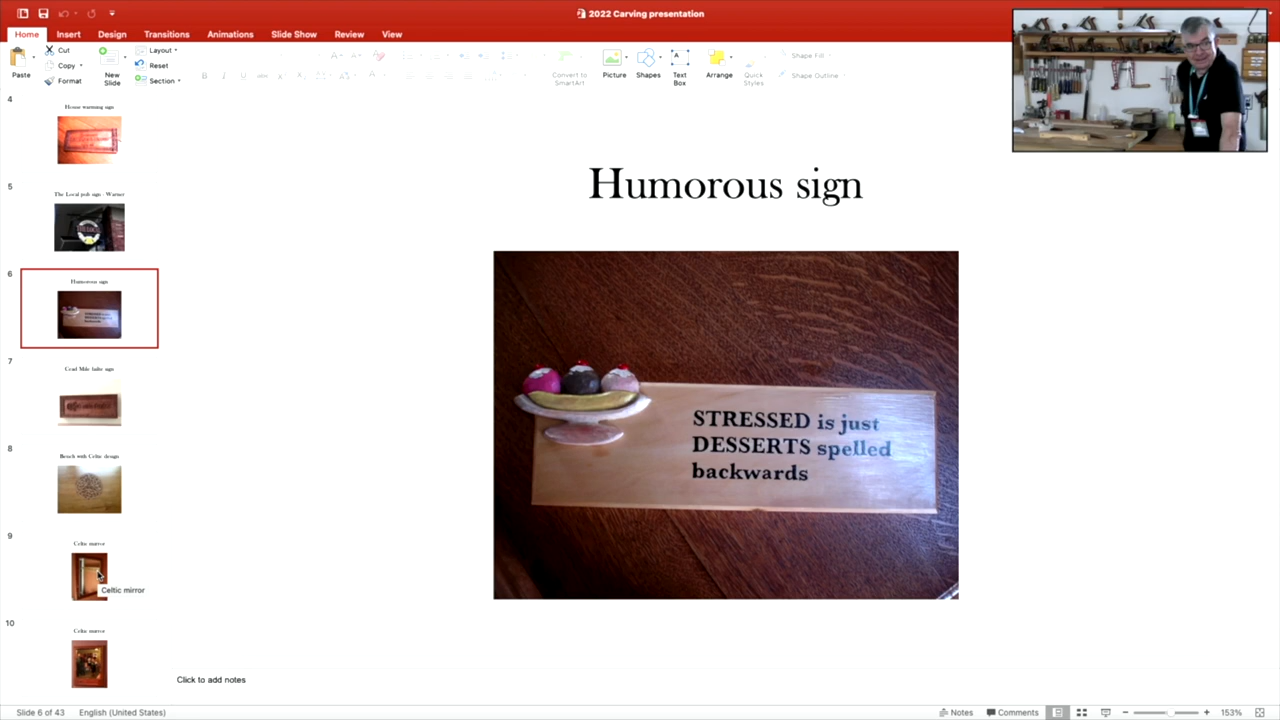 2022 Carving presentation
Home Insert Design Transitions Animations Slide Show Review View
Paste
Cut
Copy
Format
New Slide
Layout
Reset
Section
Convert to SmartArt
Picture
Shapes
Text Box
Arrange
Quick Styles
Shape Fill
Shape Outline
4
House warming sign
5
The Local pub sign - Warner
6
Humorous sign
7
Cead Mile failte sign
8
Bench with Celtic design
9
Celtic mirror
Celtic mirror
10
Celtic mirror
Humorous sign
STRESSED is just
DESSERTS spelled
backwards
Click to add notes
Slide 6 of 43 English (United States) Notes Comments 153%